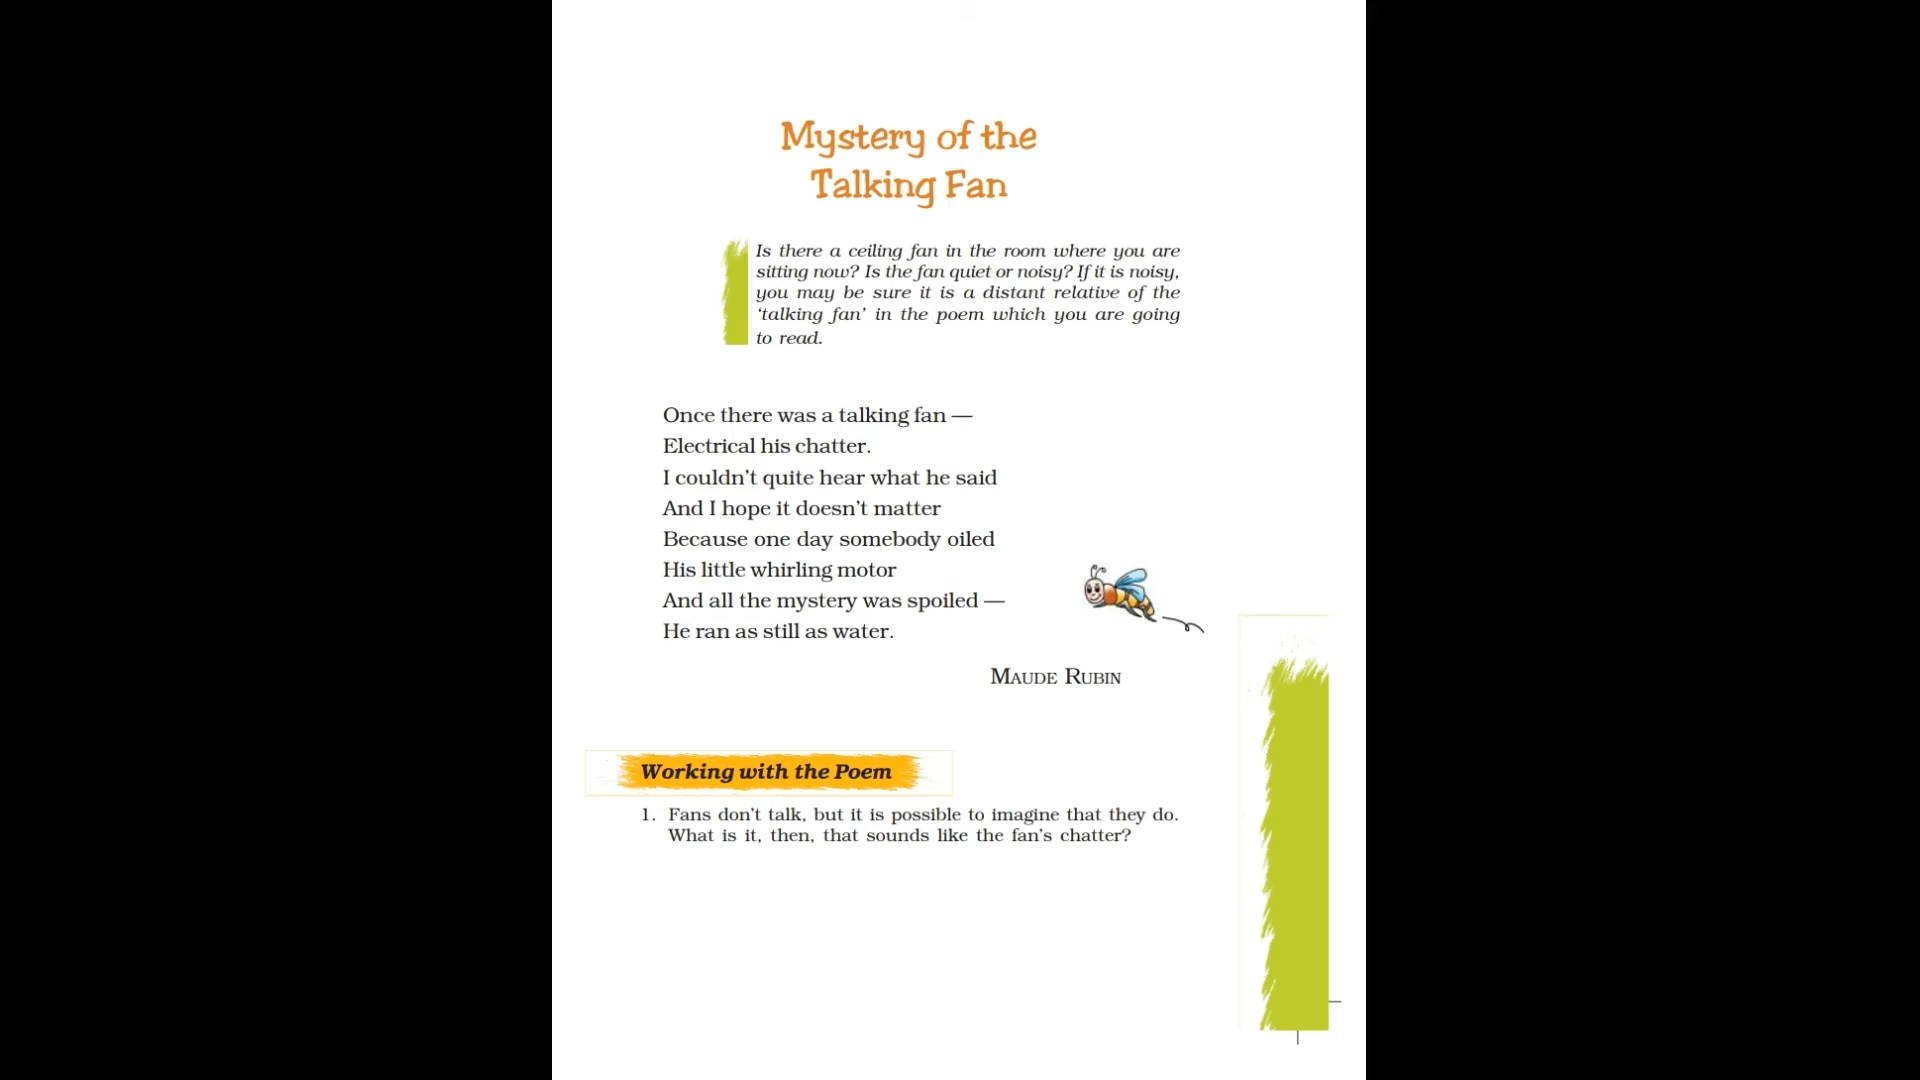 Mystery of the
Talking Fan
Is there a ceiling fan in the room where you are
sitting now? Is the fan quiet or noisy? If it is noisy,
you may be sure it is a distant relative of the
‘talking fan’ in the poem which you are going
to read.
Once there was a talking fan —
Electrical his chatter.
I couldn’t quite hear what he said
And I hope it doesn’t matter
Because one day somebody oiled
His little whirling motor
And all the mystery was spoiled —
He ran as still as water.
MAUDE RUBIN
Working with the Poem
1. Fans don’t talk, but it is possible to imagine that they do.
What is it, then, that sounds like the fan’s chatter?